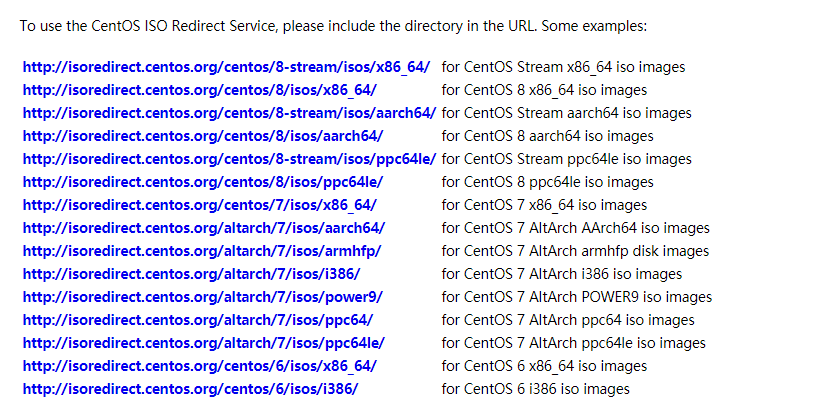 To use the CentOS ISO Redirect Service, please include the directory in the URL. Some examples:
http://isoredirect.centos.org/centos/8-stream/isos/x86_64/ for CentOS Stream x86_64 iso images
http://isoredirect.centos.org/centos/8/isos/x86_64/ for CentOS 8 x86_64 iso images
http://isoredirect.centos.org/centos/8-stream/isos/aarch64/ for CentOS Stream aarch64 iso images
http://isoredirect.centos.org/centos/8/isos/aarch64/ for CentOS 8 aarch64 iso images
http://isoredirect.centos.org/centos/8-stream/isos/ppc64le/ for CentOS Stream ppc64le iso images
http://isoredirect.centos.org/centos/8/isos/ppc64le/ for CentOS 8 ppc64le iso images
http://isoredirect.centos.org/centos/7/isos/x86_64/ for CentOS 7 x86_64 iso images
http://isoredirect.centos.org/altarch/7/isos/aarch64/ for CentOS 7 AltArch AArch64 iso images
http://isoredirect.centos.org/altarch/7/isos/armhfp/ for CentOS 7 AltArch armhfp disk images
http://isoredirect.centos.org/altarch/7/isos/i386/ for CentOS 7 AltArch i386 iso images
http://isoredirect.centos.org/altarch/7/isos/power9/ for CentOS 7 AltArch POWER9 iso images
http://isoredirect.centos.org/altarch/7/isos/ppc64/ for CentOS 7 AltArch ppc64 iso images
http://isoredirect.centos.org/altarch/7/isos/ppc64le/ for CentOS 7 AltArch ppc64le iso images
http://isoredirect.centos.org/centos/6/isos/x86_64/ for CentOS 6 x86_64 iso images
http://isoredirect.centos.org/centos/6/isos/i386/ for CentOS 6 i386 iso images